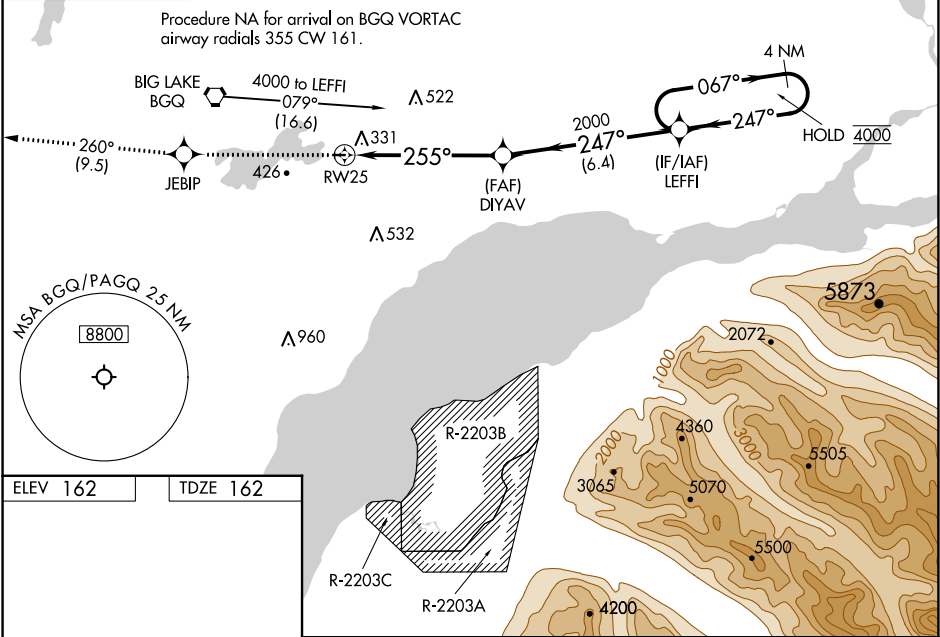 Procedure NA for arrival on BGQ VORTAC
airway radials 355 CW 161.
BIG LAKE
BGQ
4000 to LEFFI
079°
(16.6)
522
4 NM
067°
247°
HOLD 4000
2000
247°
(6.4)
(IF/IAF)
LEFFI
331
255°
RW25
(FAF)
DIYAV
260°
(9.5)
JEBIP
426
532
MSA BGQ/PAGQ 25 NM
8800
960
5873
2072
1000
R-2203B
4360
3000
2000
5505
3065
5070
ELEV 162
TDZE 162
5500
R-2203C
R-2203A
4200